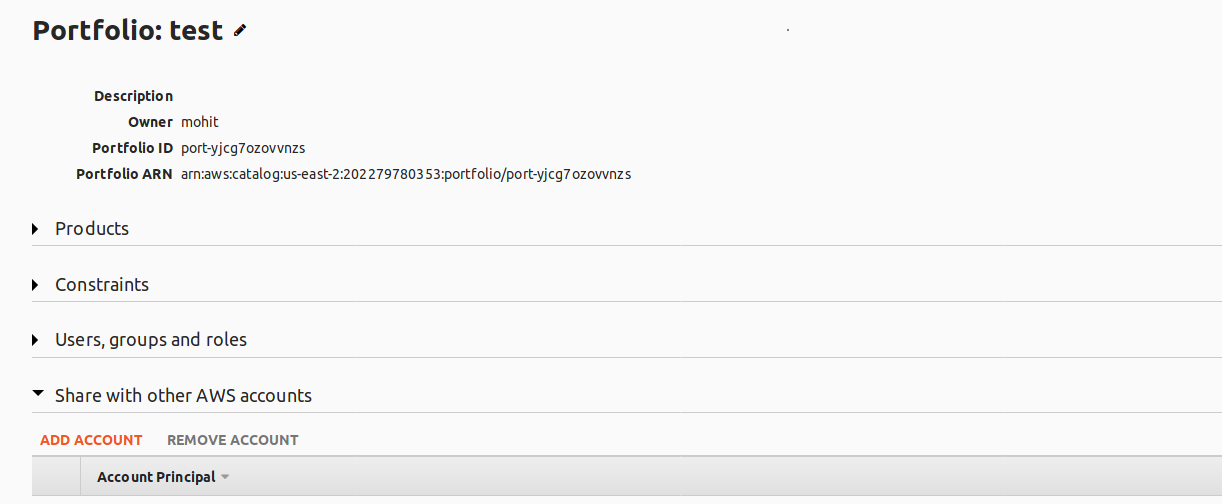 Portfolio: test
Description
Owner mohit
Portfolio ID port-yjcg7ozovvnzs
Portfolio ARN arn:aws:catalog:us-east-2:202279780353:portfolio/port-yjcg7ozovvnzs
Products
Constraints
Users, groups and roles
Share with other AWS accounts
ADD ACCOUNT REMOVE ACCOUNT
Account Principal